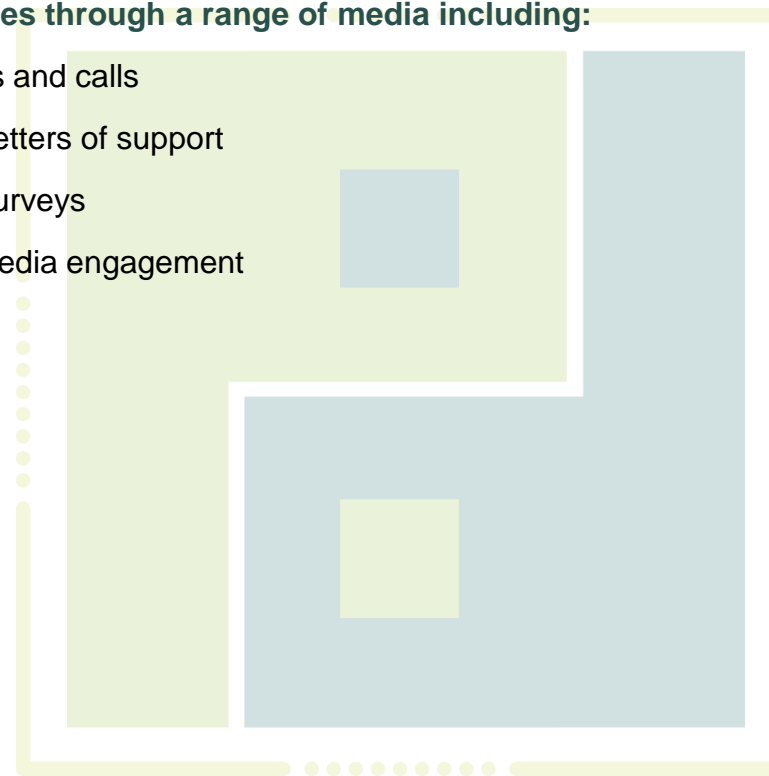 es through a range of media including:
s and calls
etters of support
urveys
edia engagement